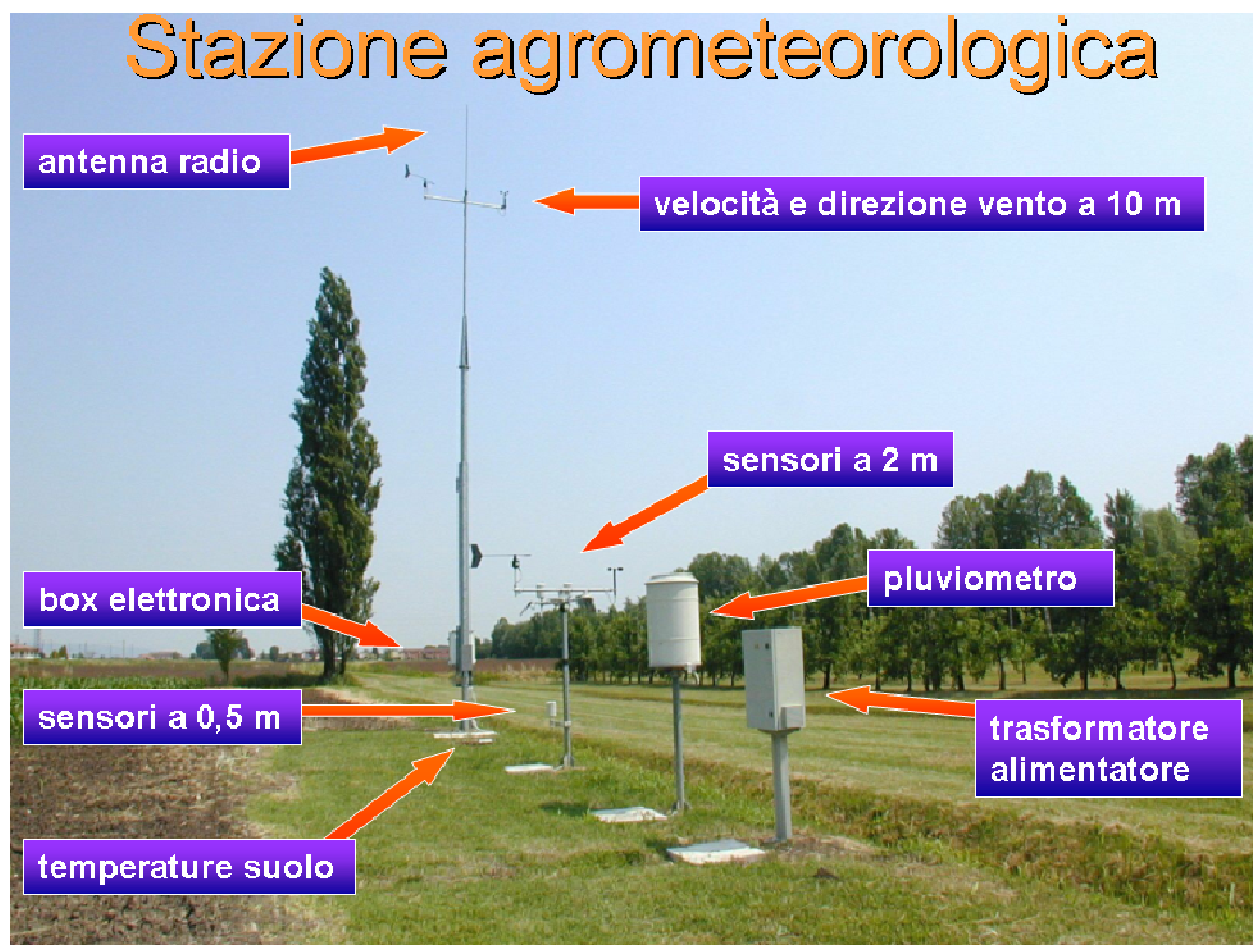 Stazione agrometeorologica
antenna radio
velocità e direzione vento a 10 m
sensori a 2 m
pluviometro
box elettronica
sensori a 0,5 m
trasformatore
alimentatore
temperature suolo